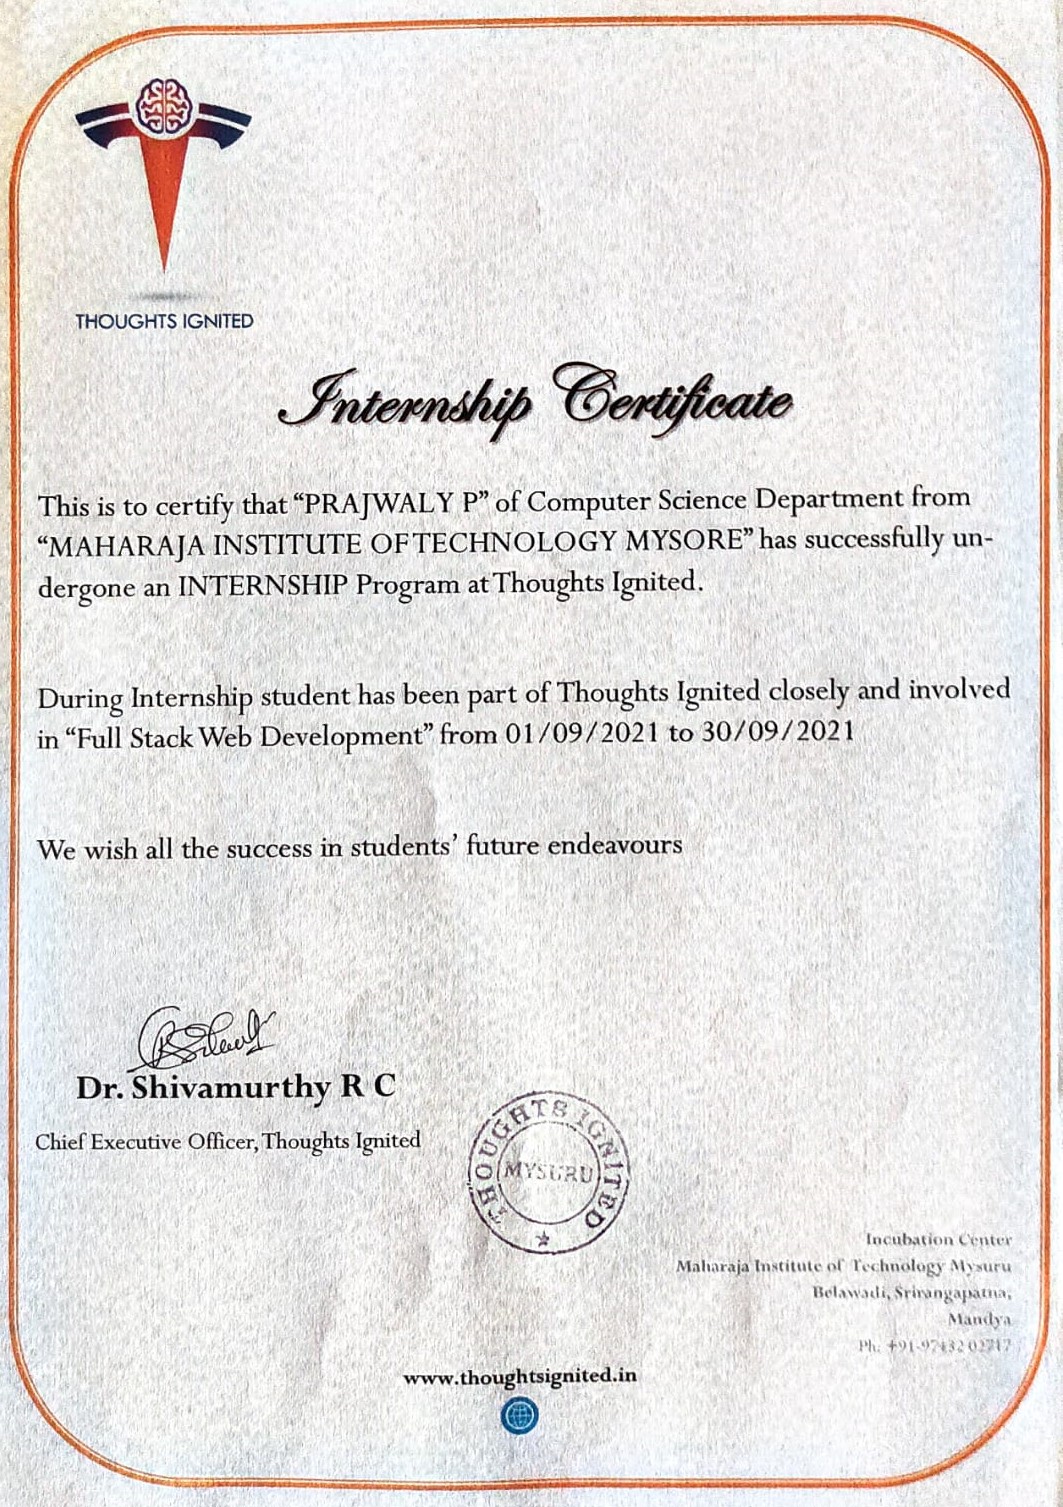 THOUGHTS IGNITED
Internship Certificate
This is to certify that “PRAJWALY P” of Computer Science Department from
“MAHARAJA INSTITUTE OF TECHNOLOGY MYSORE” has successfully un-
dergone an INTERNSHIP Program at Thoughts Ignited.
During Internship student has been part of Thoughts Ignited closely and involved
in “Full Stack Web Development” from 01/09/2021 to 30/09/2021
We wish all the success in students’ future endeavours
Dr. Shivamurthy R C
Chief Executive Officer, Thoughts Ignited
THOUGHTS IGNITED
MYSURU
Incubation Center
Maharaja Institute of Technology Mysuru
Belawadi, Srirangapatna,
Mandya
Ph: +91-97432 02717
www.thoughtsignited.in